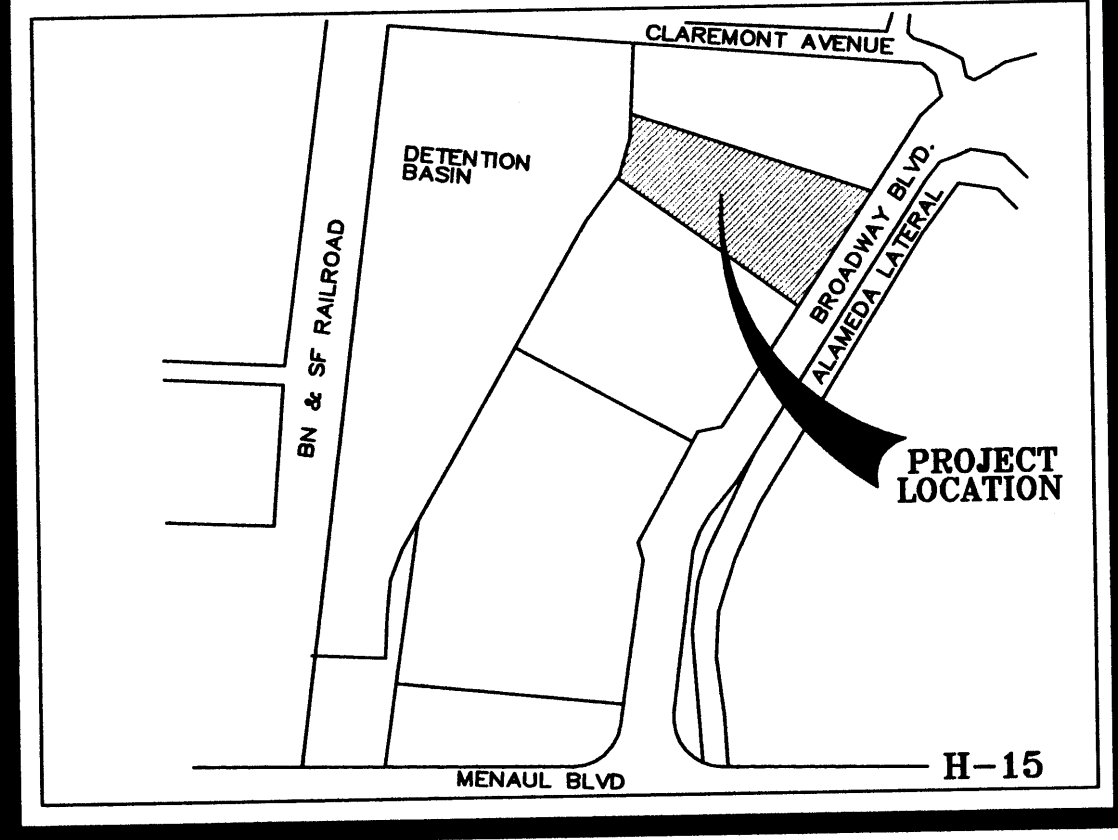 CLAREMONT AVENUE
DETENTION
BASIN
BROADWAY BLVD.
ALAMEDA LATERAL
BN & SF RAILROAD
PROJECT
LOCATION
MENAUL BLVD
H-15